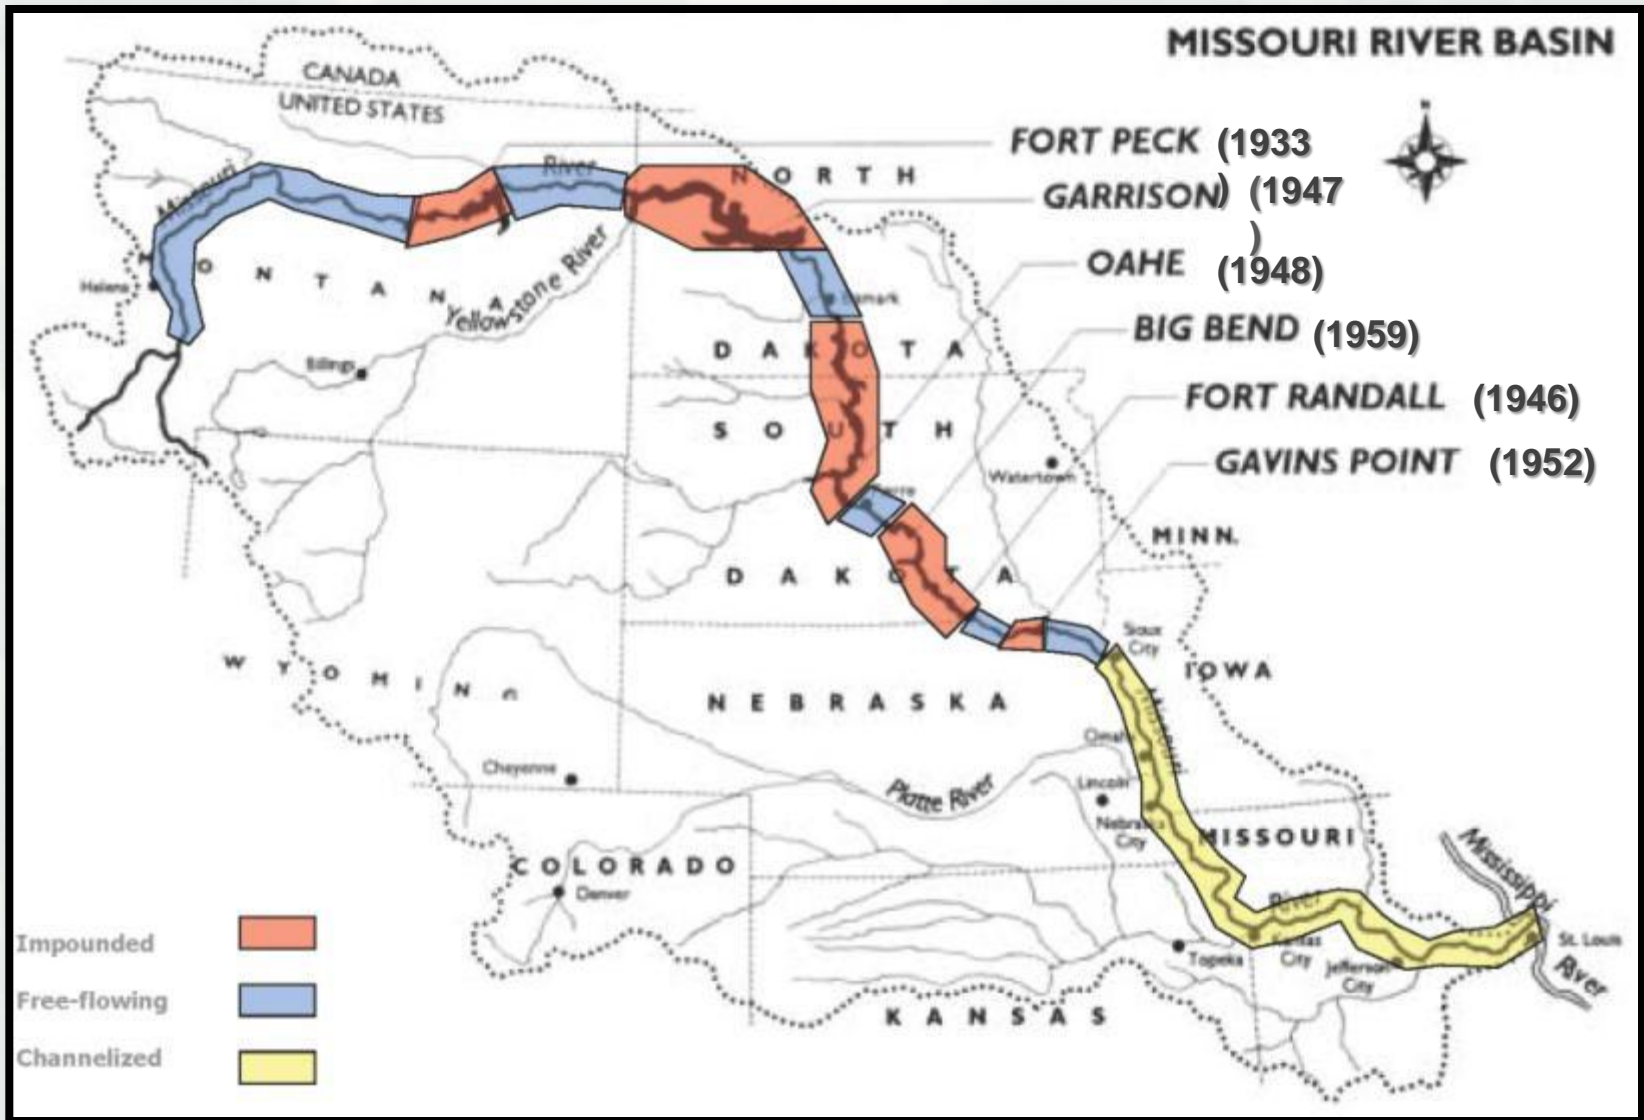 MISSOURI RIVER BASIN
CANADA
UNITED STATES
N
FORT PECK (1933
)
GARRISON (1947
)
OAHE (1948)
BIG BEND (1959)
FORT RANDALL (1946)
GAVINS POINT (1952)
Missouri
River
NORTH
DAKOTA
MONTANA
Helena
Yellowstone River
Billings
SOUTH
DAKOTA
Watertown
MINN.
Sioux
City
IOWA
WYOMING
NEBRASKA
Missouri
Omaha
Cheyenne
Platte River
Lincoln
Nebraska
City
MISSOURI
COLORADO
Denver
River
Mississippi
River
Kansas
City
Topeka
Jefferson
City
St. Louis
KANSAS
Impounded
Free-flowing
Channelized